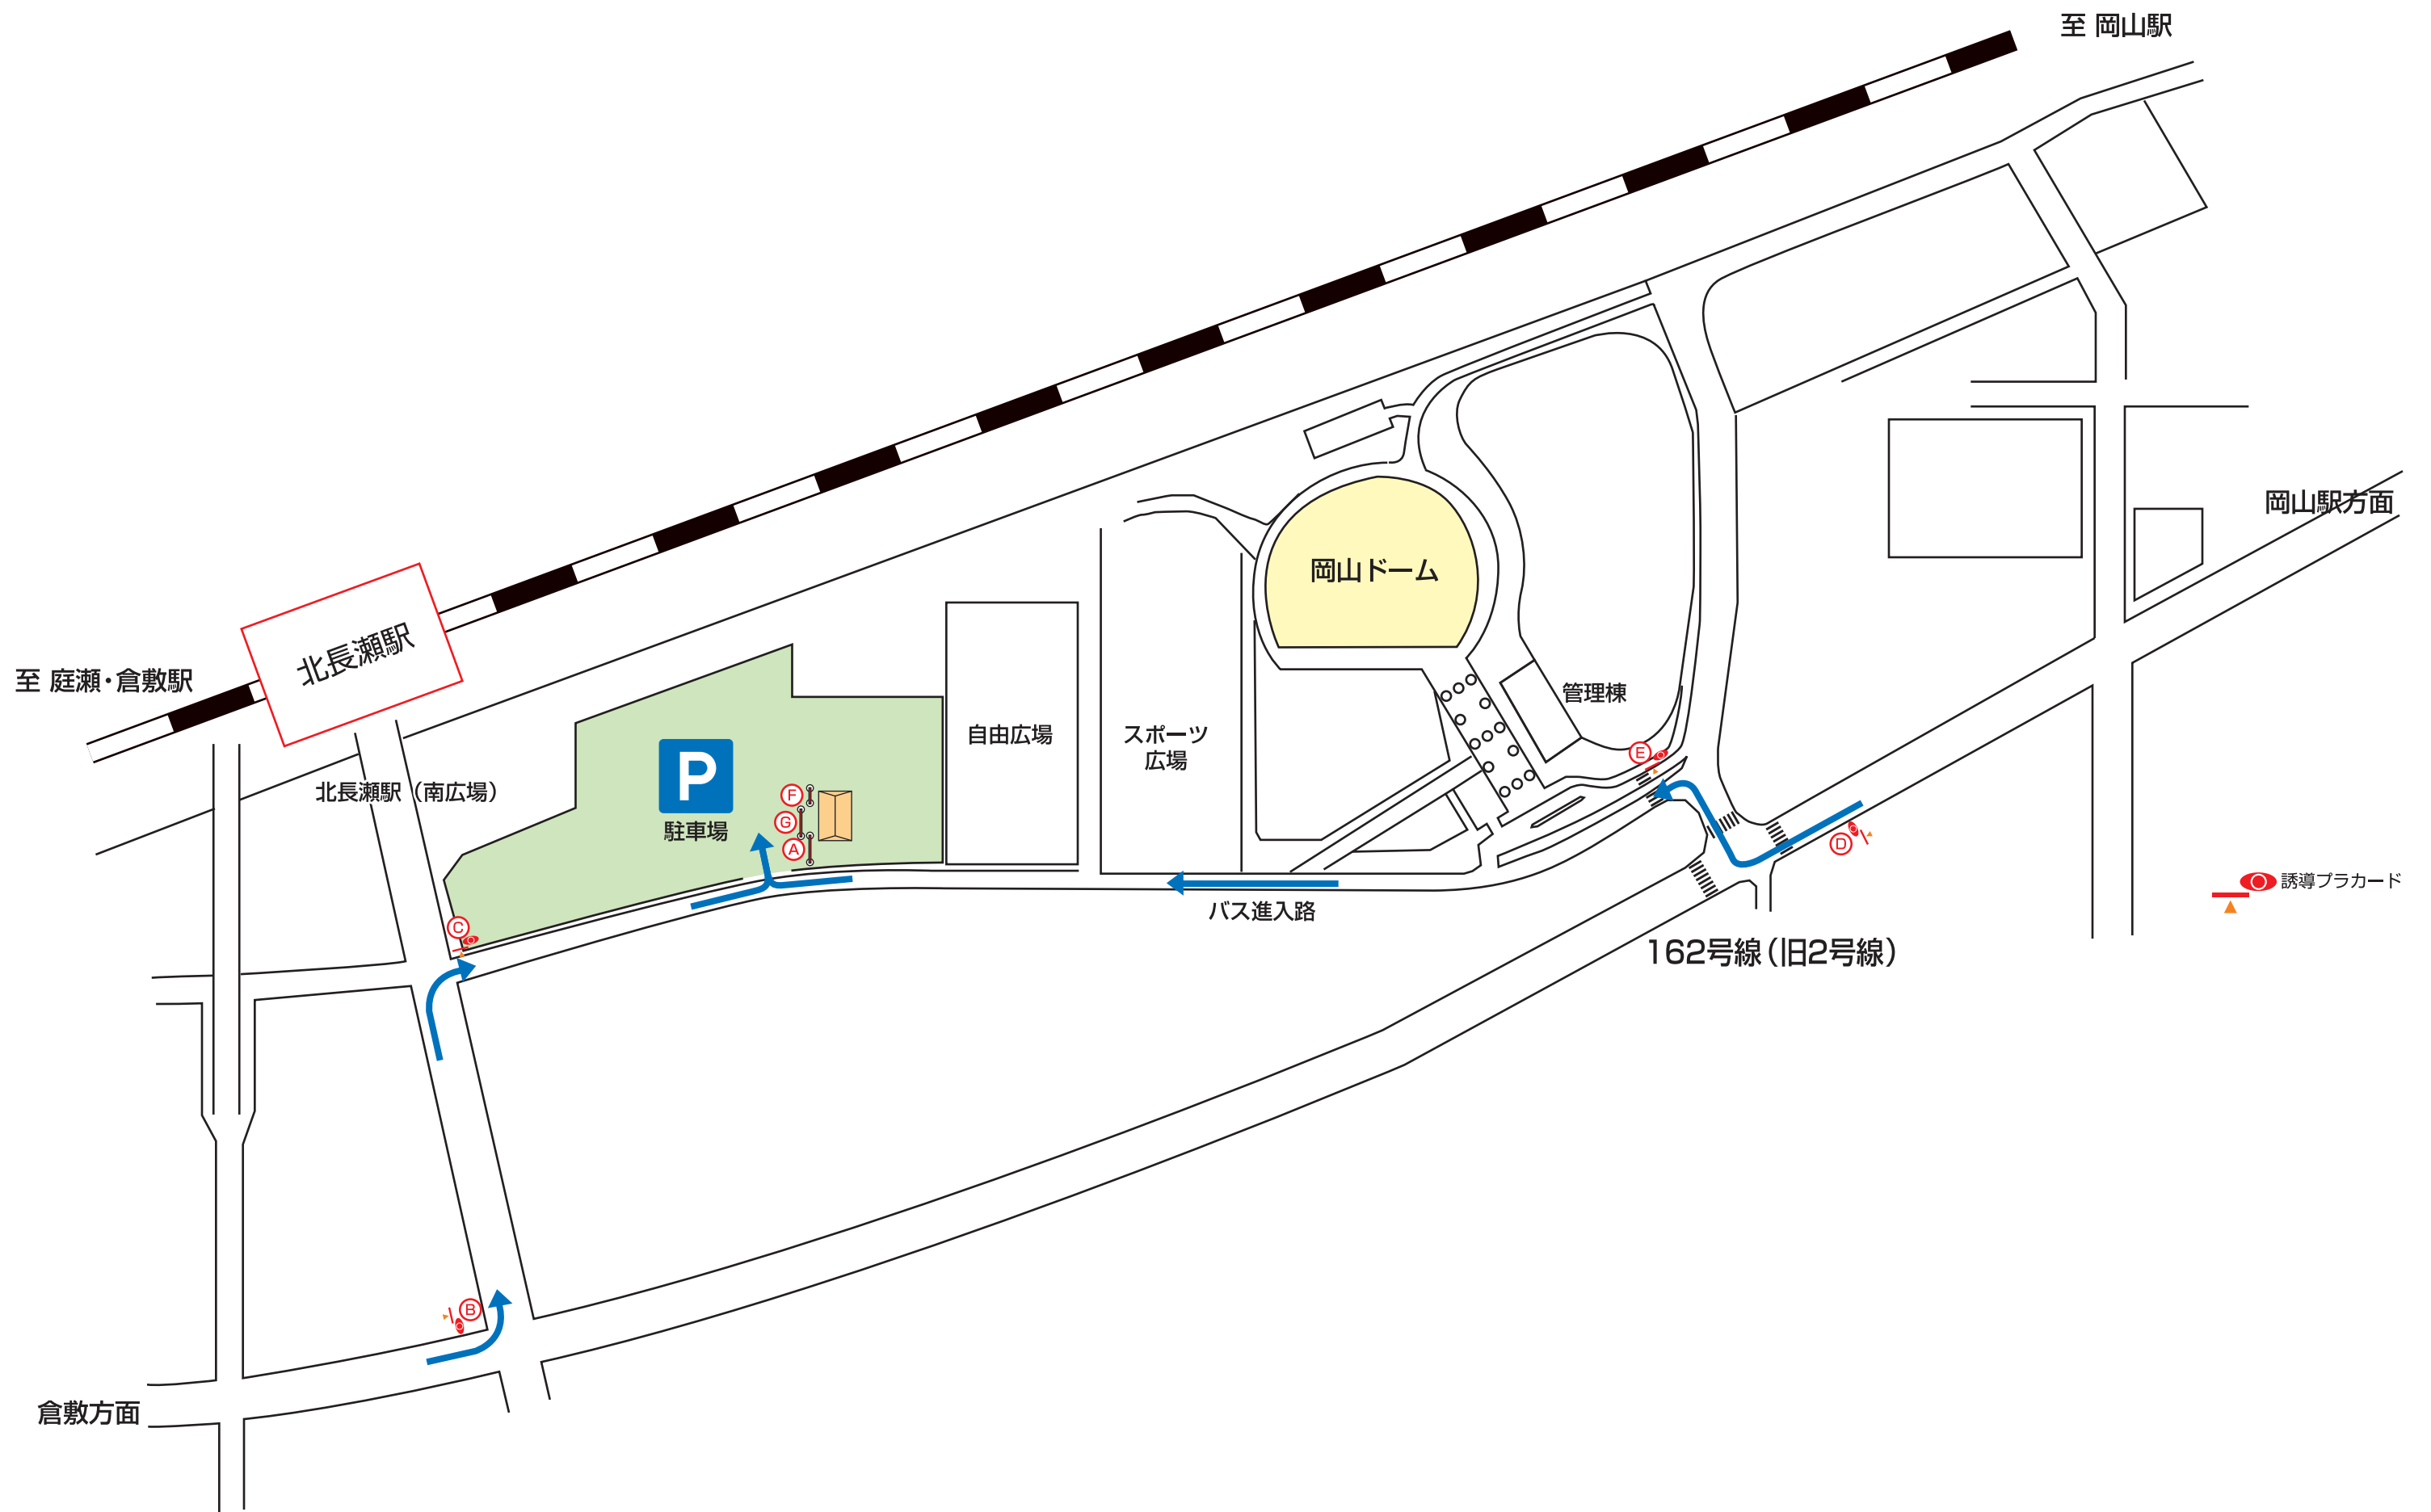 至 岡山駅
岡山駅方面
岡山ドーム
北長瀬駅
至 庭瀬・倉敷駅
管理棟
自由広場
スポーツ
広場
E
北長瀬駅（南広場）
P
駐車場
F
G
A
D
誘導プラカード
バス進入路
C
162号線（旧2号線）
B
倉敷方面